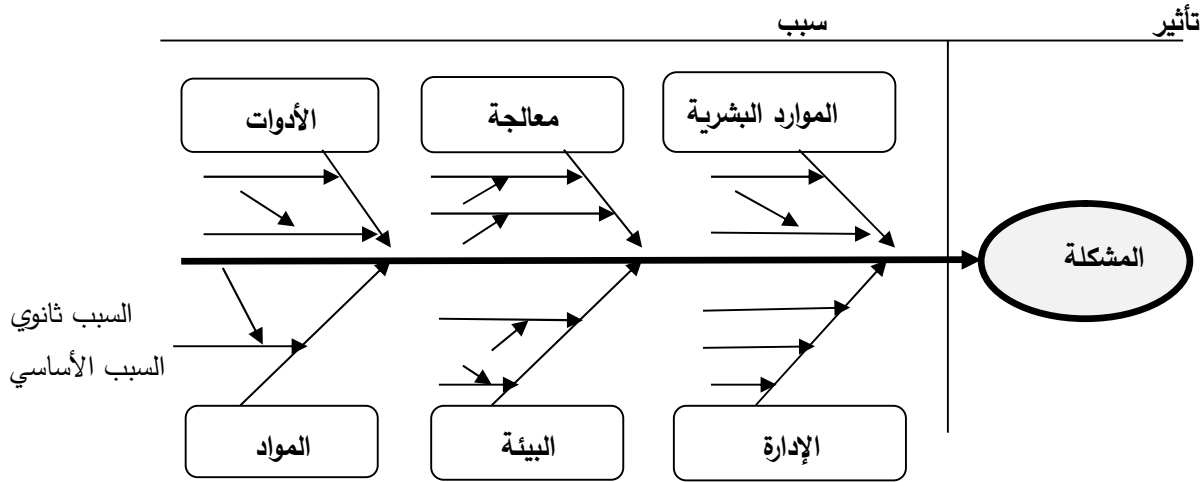 تأثير
سبب
الموارد البشرية
معالجة
الأدوات
المشكلة
السبب ثانوي
السبب الأساسي
الإدارة
البيئة
المواد